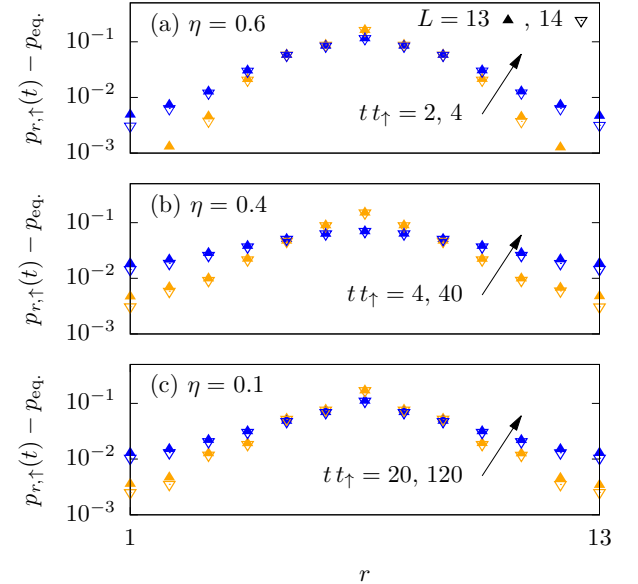 (a) η = 0.6
L = 13 ▲ , 14 ▽
t t↑ = 2, 4
10⁻¹
10⁻²
10⁻³
p_{r,↑}(t) − p_{eq.}
(b) η = 0.4
t t↑ = 4, 40
10⁻¹
10⁻²
10⁻³
p_{r,↑}(t) − p_{eq.}
(c) η = 0.1
t t↑ = 20, 120
10⁻¹
10⁻²
10⁻³
p_{r,↑}(t) − p_{eq.}
1
13
r